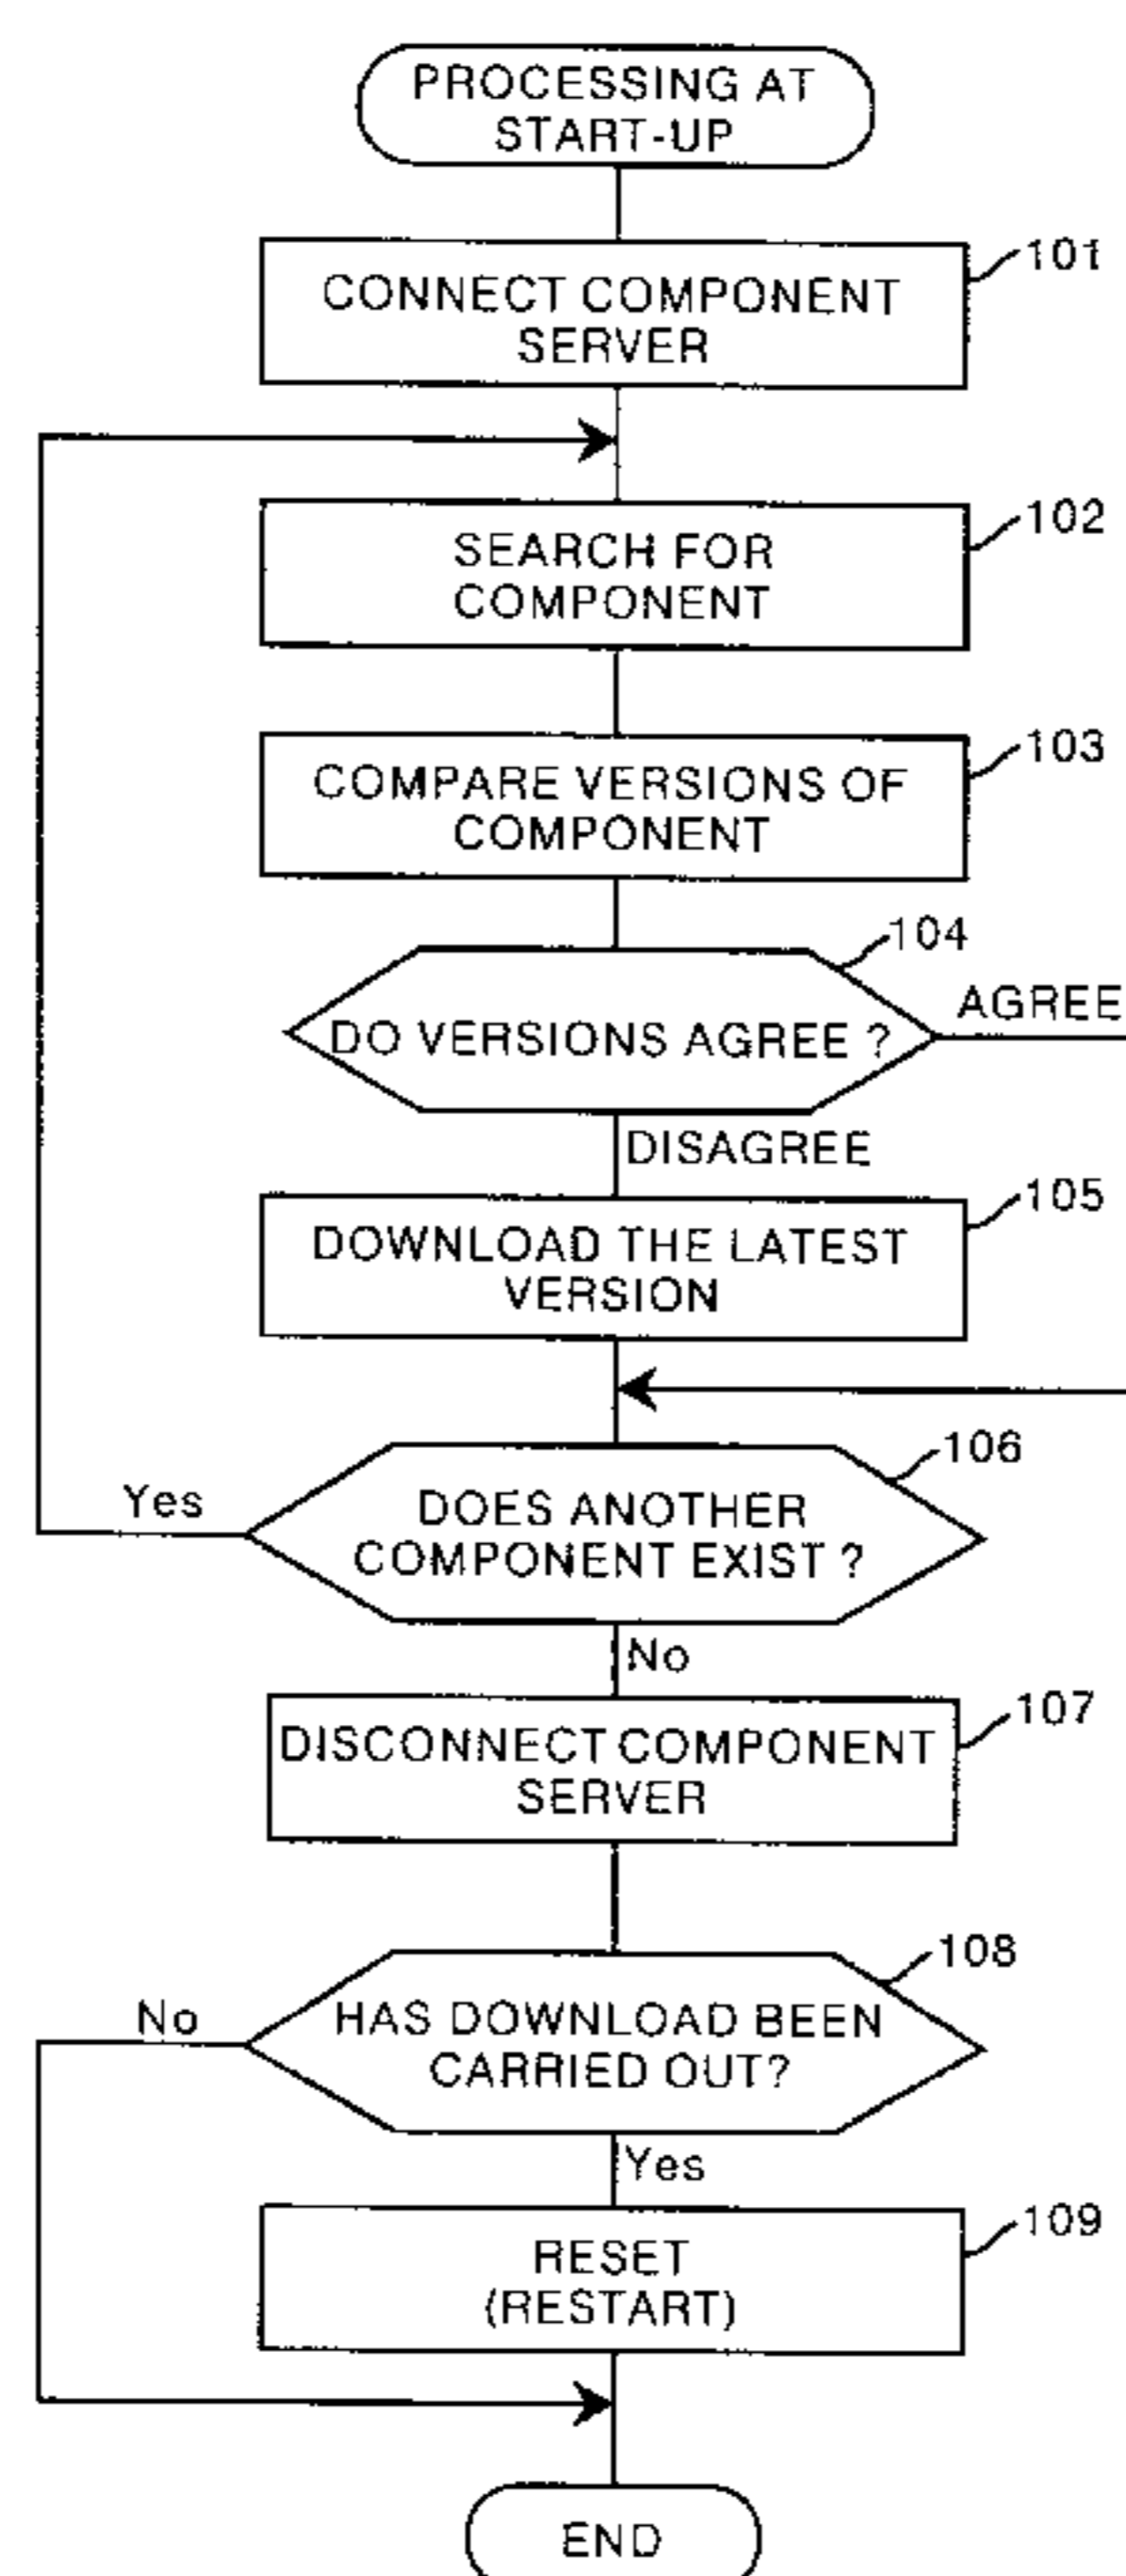 PROCESSING AT
START-UP
101
CONNECT COMPONENT
SERVER
102
SEARCH FOR
COMPONENT
103
COMPARE VERSIONS OF
COMPONENT
104
AGREE
DO VERSIONS AGREE ?
DISAGREE
105
DOWNLOAD THE LATEST
VERSION
106
Yes
DOES ANOTHER
COMPONENT EXIST ?
No
107
DISCONNECT COMPONENT
SERVER
108
No
HAS DOWNLOAD BEEN
CARRIED OUT?
Yes
109
RESET
(RESTART)
END